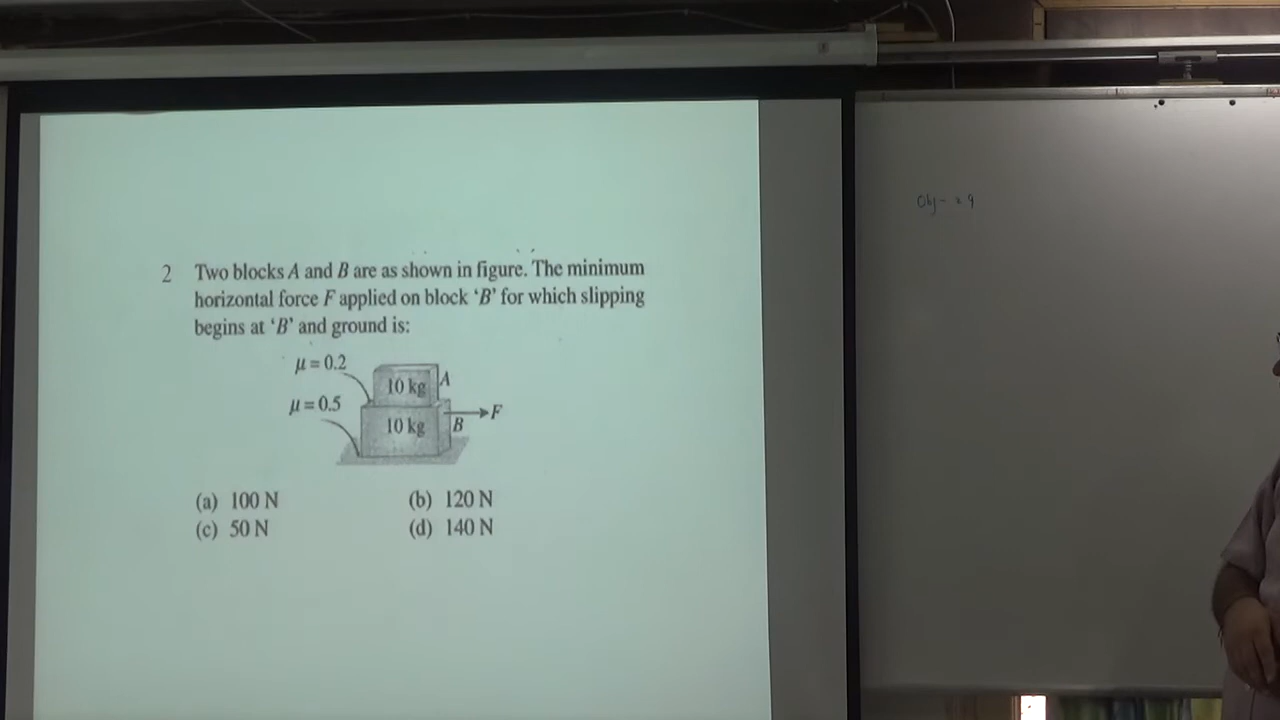 2 Two blocks A and B are as shown in figure. The minimum
horizontal force F applied on block ‘B’ for which slipping
begins at ‘B’ and ground is:
μ = 0.2
10 kg A
μ = 0.5
F
10 kg B
(a) 100 N (b) 120 N
(c) 50 N (d) 140 N
Obj-